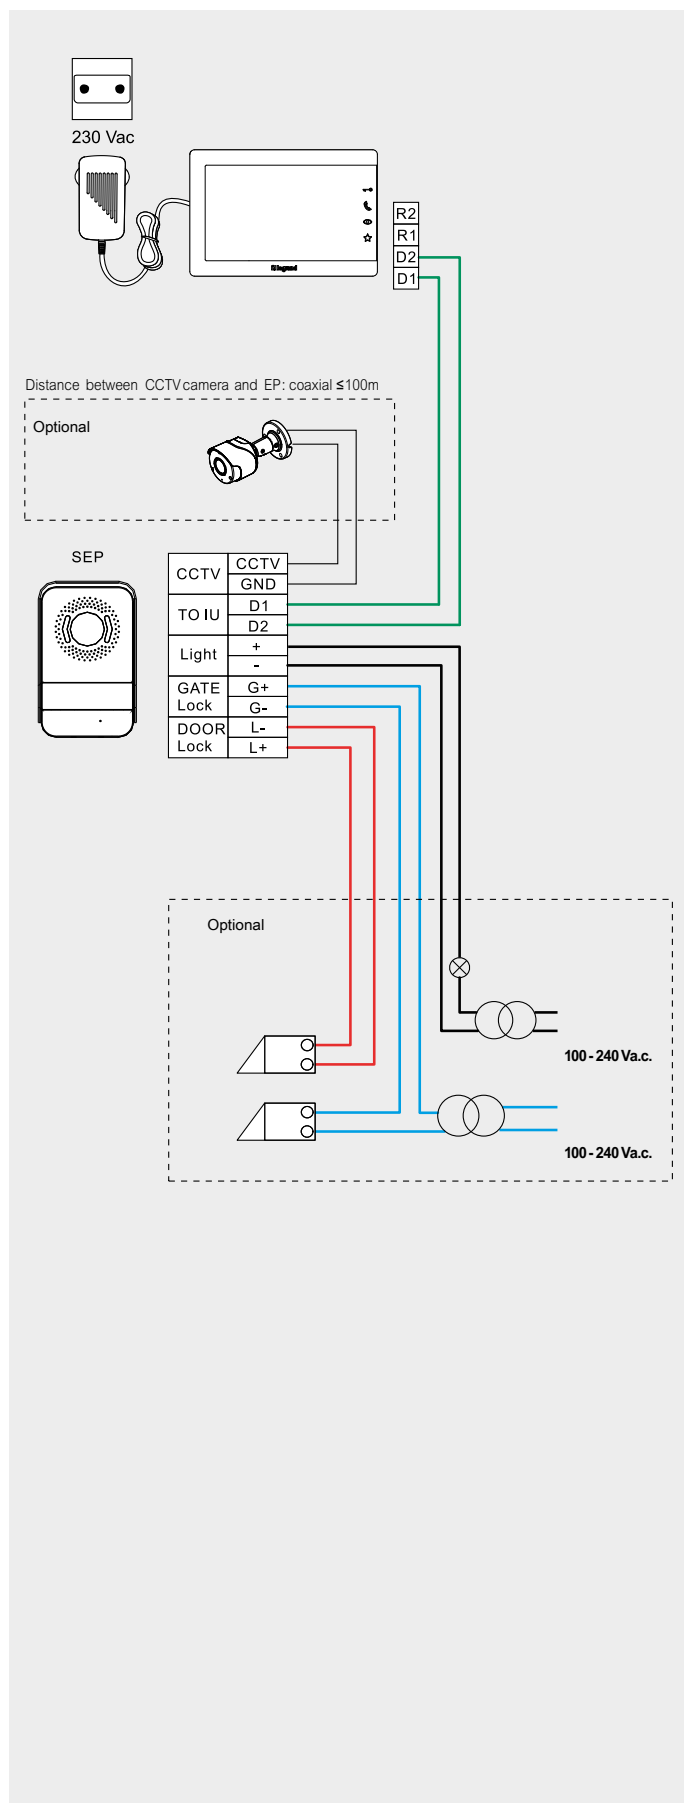 230 Vac
legrand
R2
R1
D2
D1
Distance between CCTV camera and EP: coaxial ≤100m
Optional
SEP
CCTV
CCTV
GND
TO IU
D1
D2
Light
+
-
GATE
Lock
G+
G-
DOOR
Lock
L-
L+
Optional
100 - 240 Va.c.
100 - 240 Va.c.